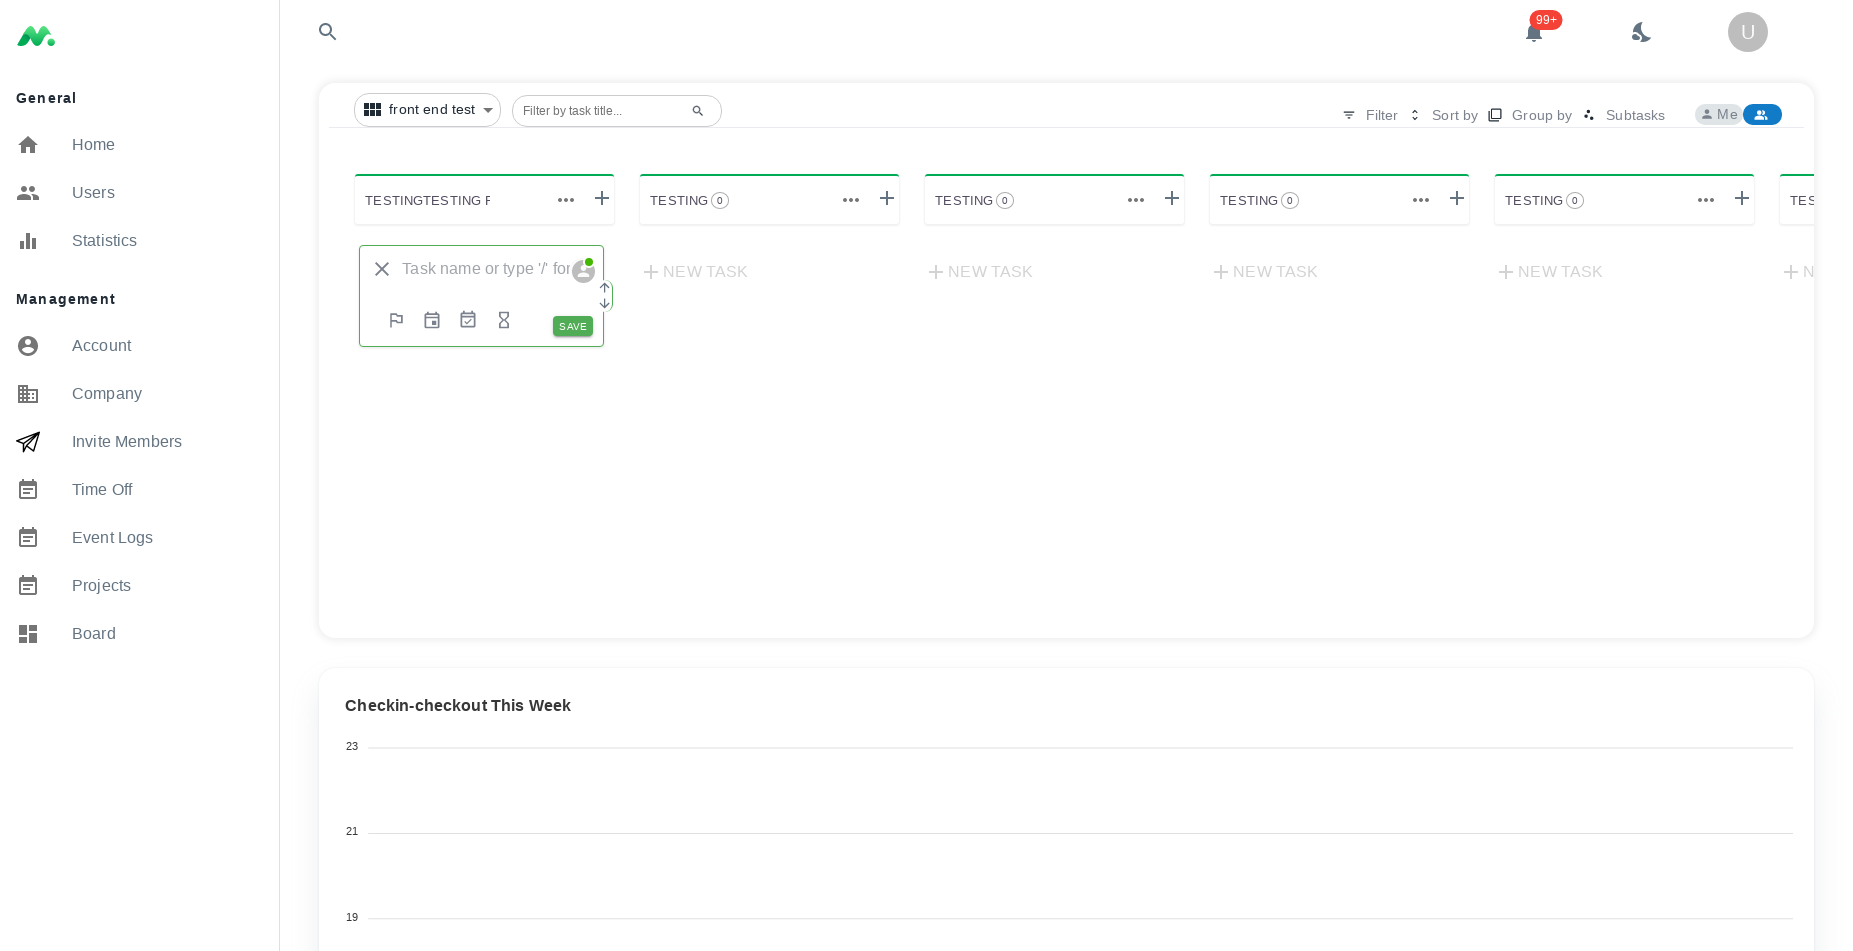 99+
U
General
Home
Users
Statistics
Management
Account
Company
Invite Members
Time Off
Event Logs
Projects
Board
front end test
Filter by task title...
Filter
Sort by
Group by
Subtasks
Me
TESTINGTESTING
TESTING 0
TESTING 0
TESTING 0
TESTING 0
Task name or type '/' for
SAVE
NEW TASK
NEW TASK
NEW TASK
NEW TASK
Checkin-checkout This Week
23
21
19